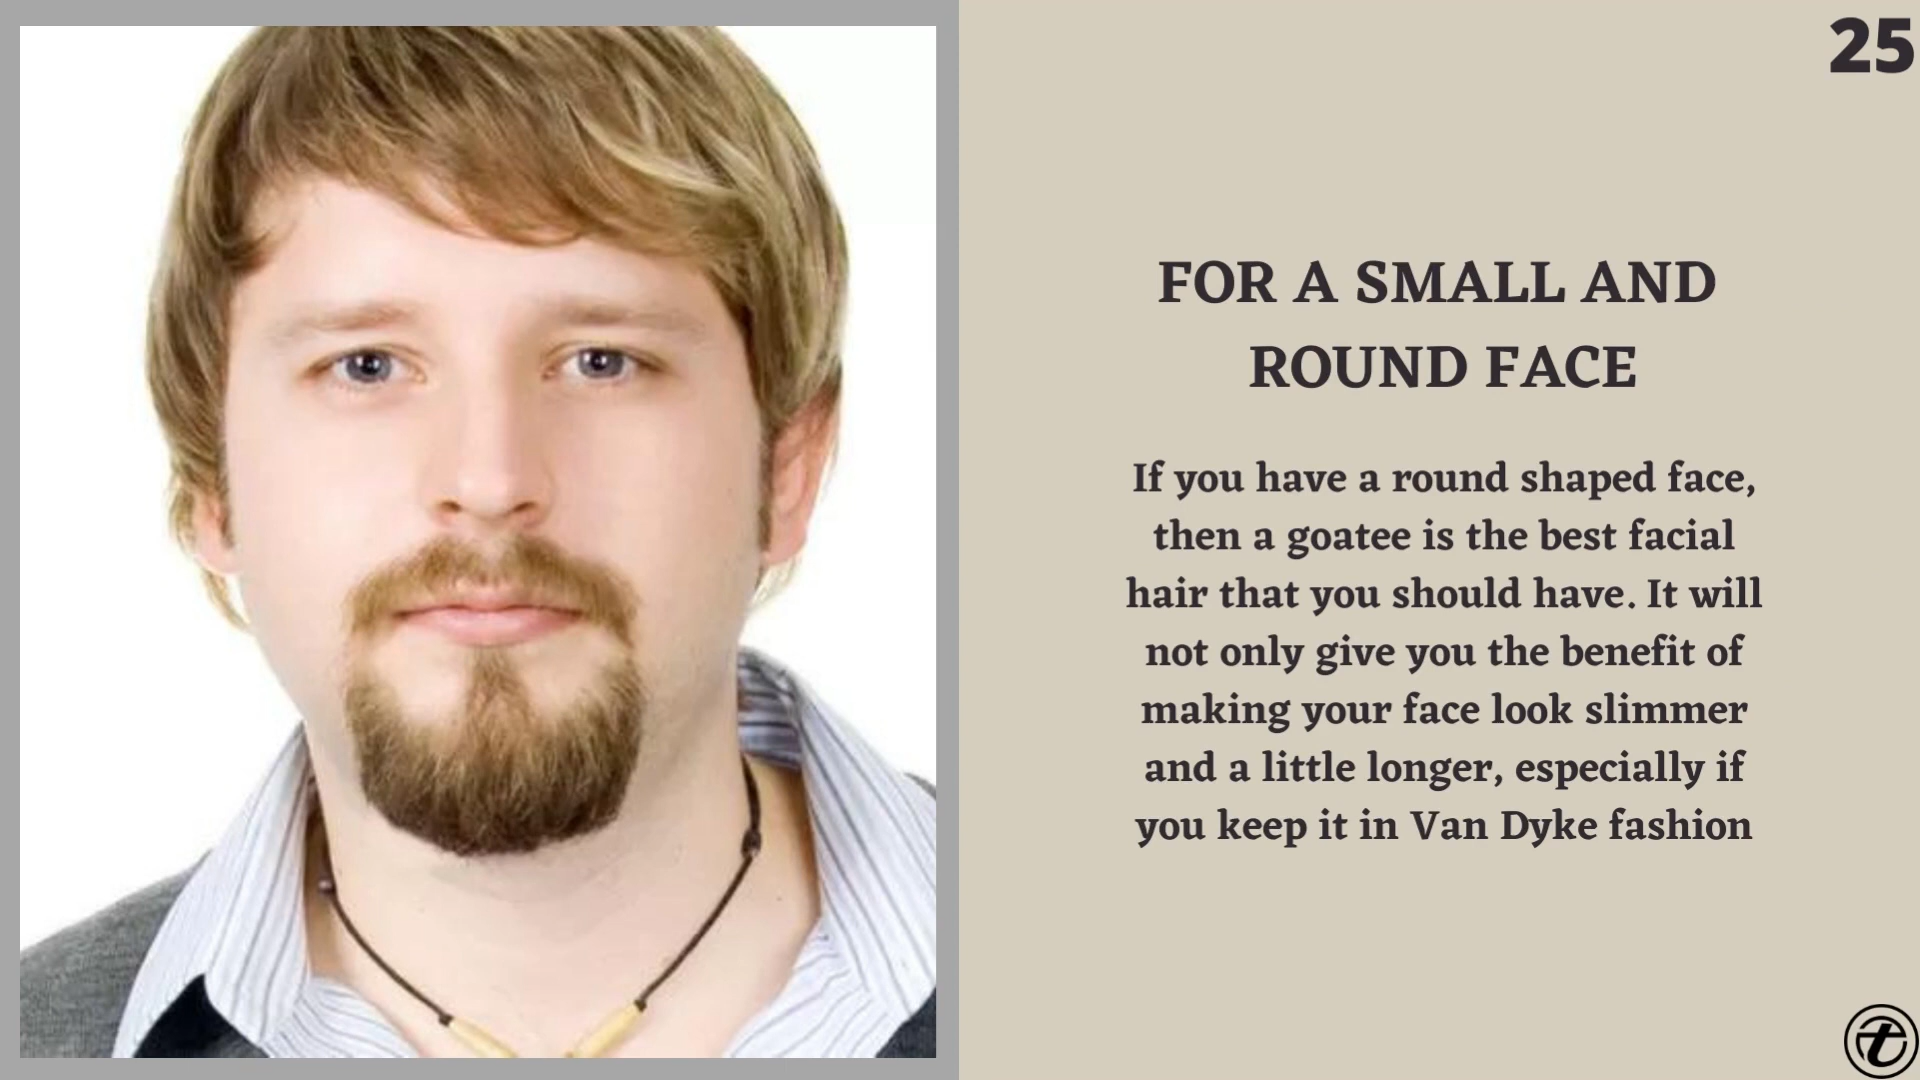 25
FOR A SMALL AND
ROUND FACE
If you have a round shaped face,
then a goatee is the best facial
hair that you should have. It will
not only give you the benefit of
making your face look slimmer
and a little longer, especially if
you keep it in Van Dyke fashion
t